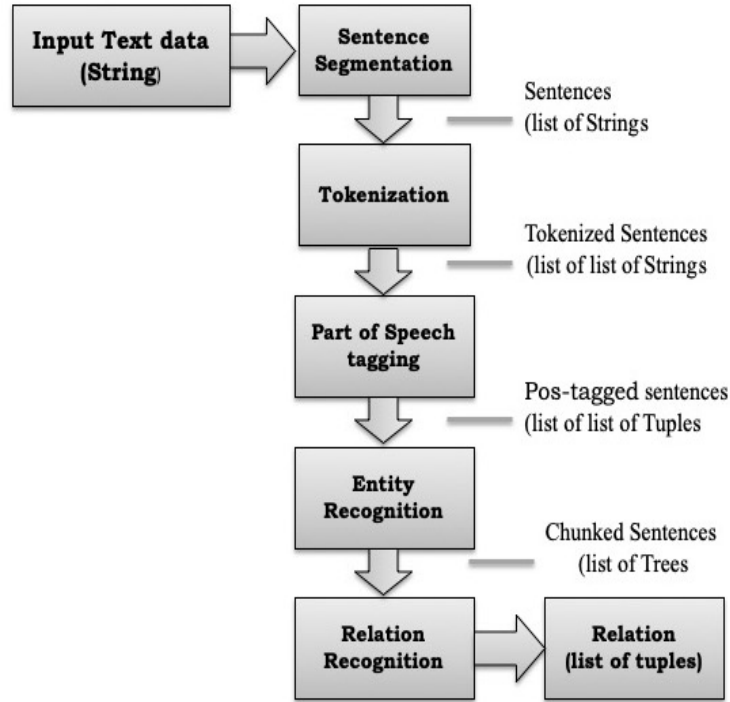 Input Text data
(String)
Sentence
Segmentation
Sentences
(list of Strings
Tokenization
Tokenized Sentences
(list of list of Strings
Part of Speech
tagging
Pos-tagged sentences
(list of list of Tuples
Entity
Recognition
Chunked Sentences
(list of Trees
Relation
Recognition
Relation
(list of tuples)